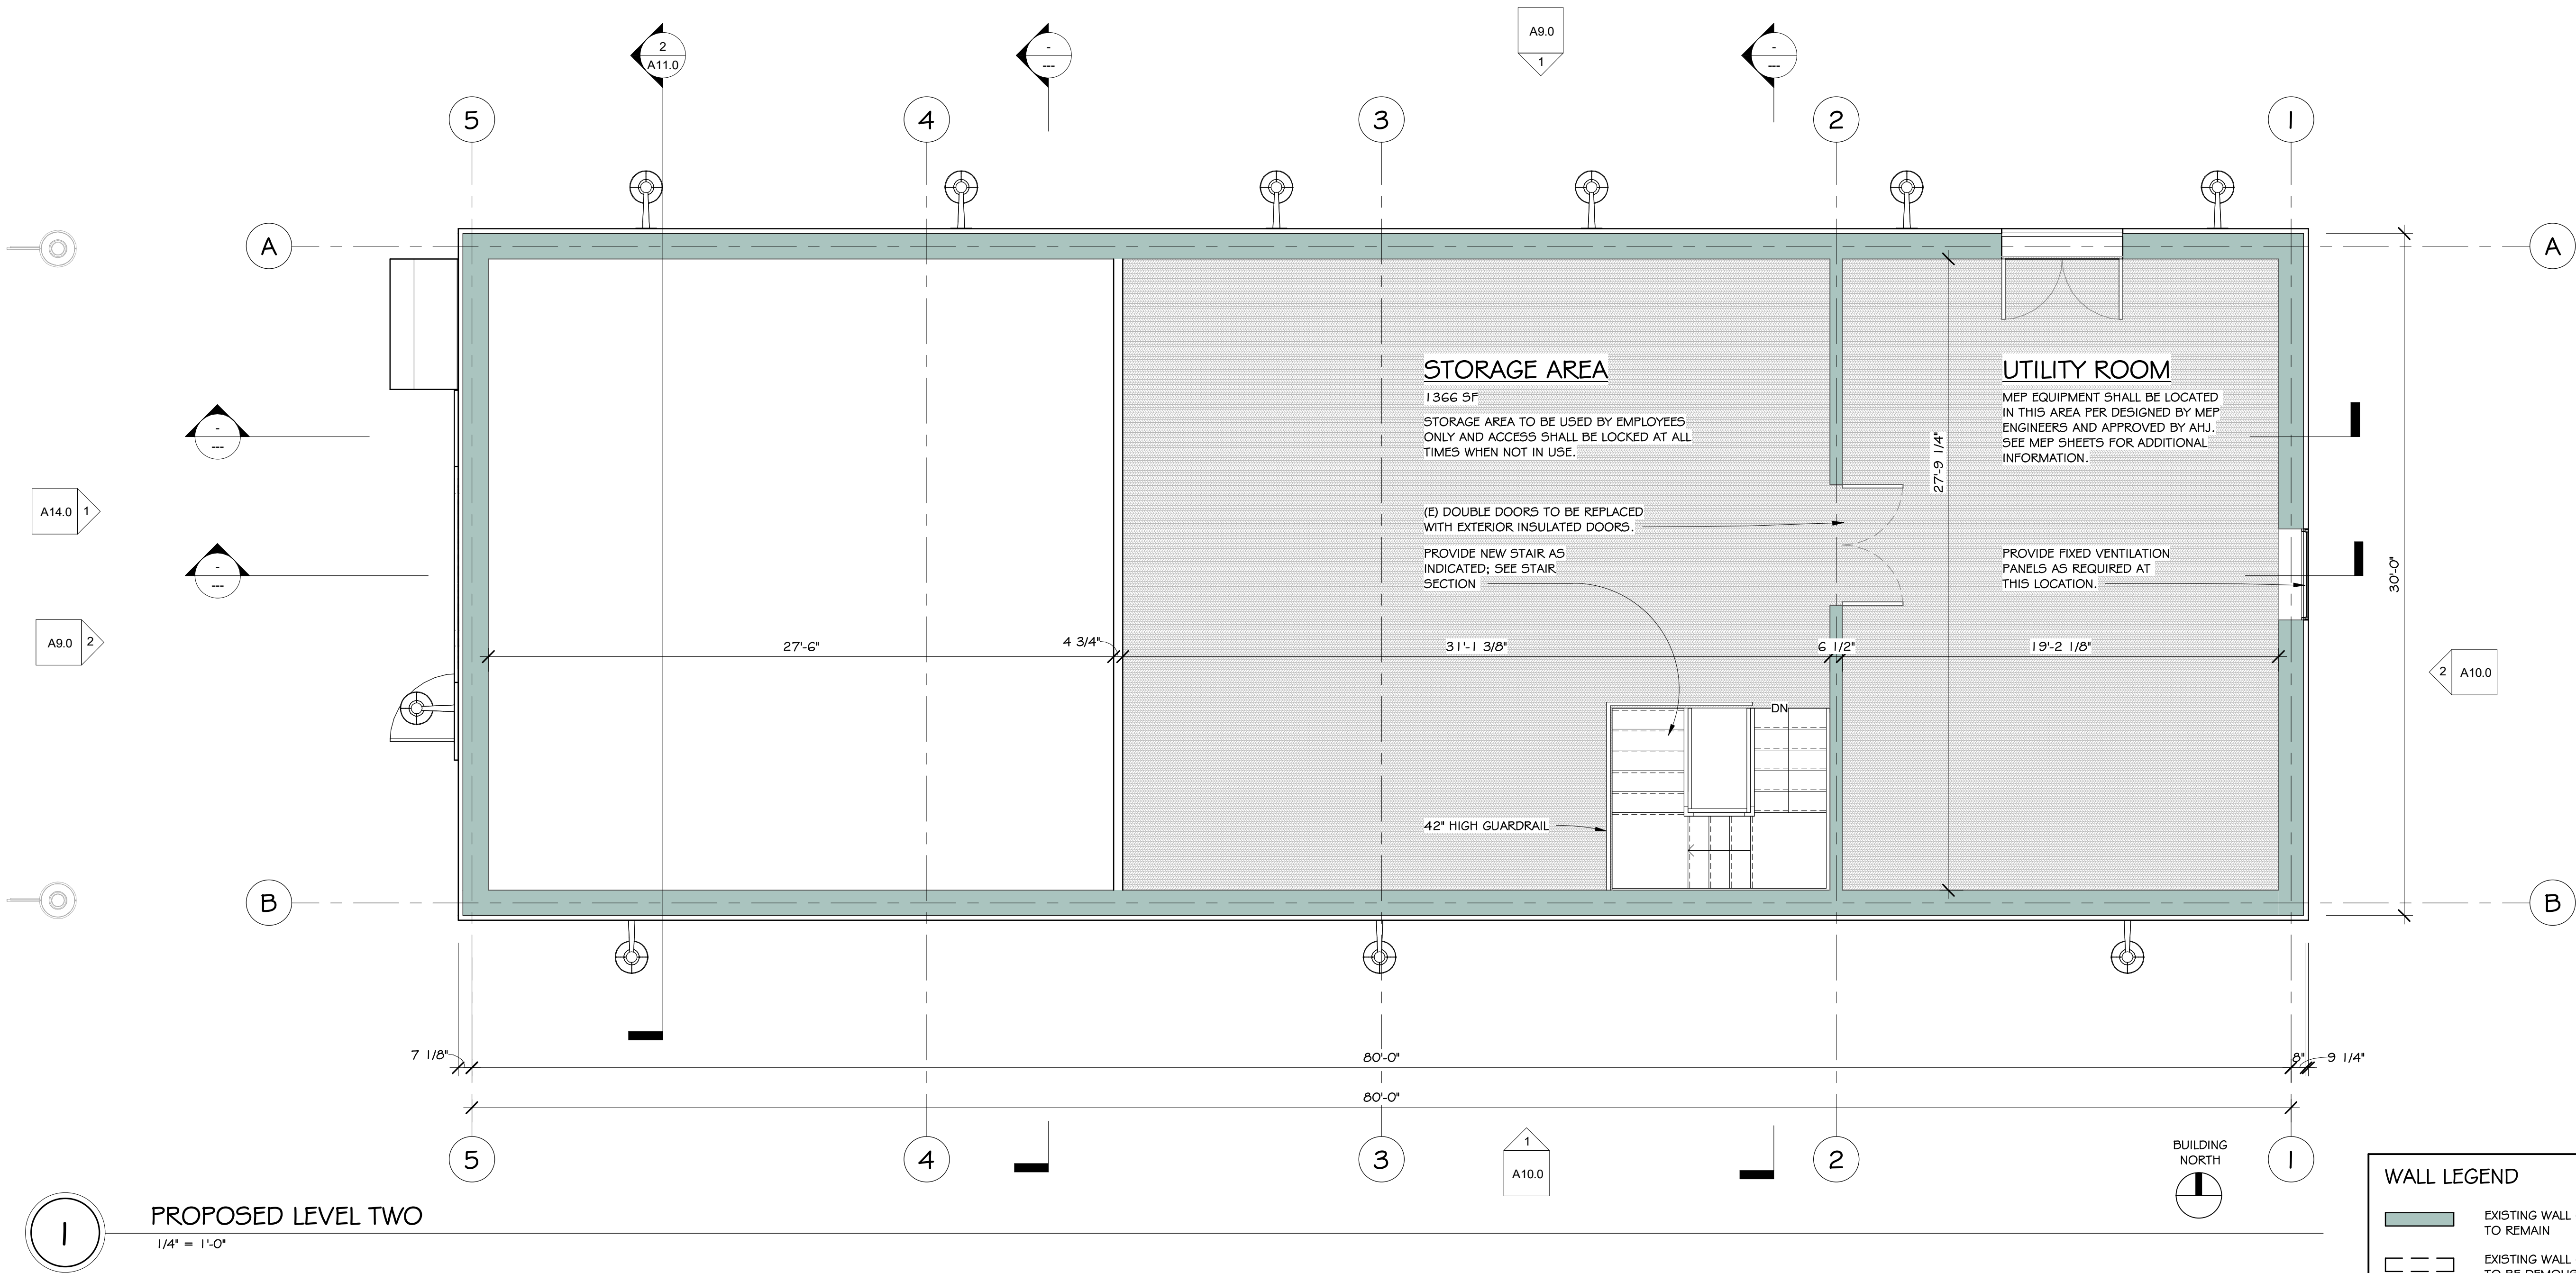 2
A11.0
-
---
A9.0
1
-
---
5
4
3
2
1
A
A
STORAGE AREA
1366 SF
STORAGE AREA TO BE USED BY EMPLOYEES
ONLY AND ACCESS SHALL BE LOCKED AT ALL
TIMES WHEN NOT IN USE.
UTILITY ROOM
MEP EQUIPMENT SHALL BE LOCATED
IN THIS AREA PER DESIGNED BY MEP
ENGINEERS AND APPROVED BY AHJ.
SEE MEP SHEETS FOR ADDITIONAL
INFORMATION.
-
---
27'-9 1/4"
A14.0 1
(E) DOUBLE DOORS TO BE REPLACED
WITH EXTERIOR INSULATED DOORS.
PROVIDE NEW STAIR AS
INDICATED; SEE STAIR
SECTION
PROVIDE FIXED VENTILATION
PANELS AS REQUIRED AT
THIS LOCATION.
-
---
30'-0"
A9.0 2
27'-6"
4 3/4"
31'-1 3/8"
6 1/2"
19'-2 1/8"
2 A10.0
DN
42" HIGH GUARDRAIL
B
B
7 1/8"
80'-0"
8"
9 1/4"
80'-0"
5
4
3
1
A10.0
2
BUILDING
NORTH
1
1
PROPOSED LEVEL TWO
1/4" = 1'-0"
WALL LEGEND
EXISTING WALL
TO REMAIN
EXISTING WALL